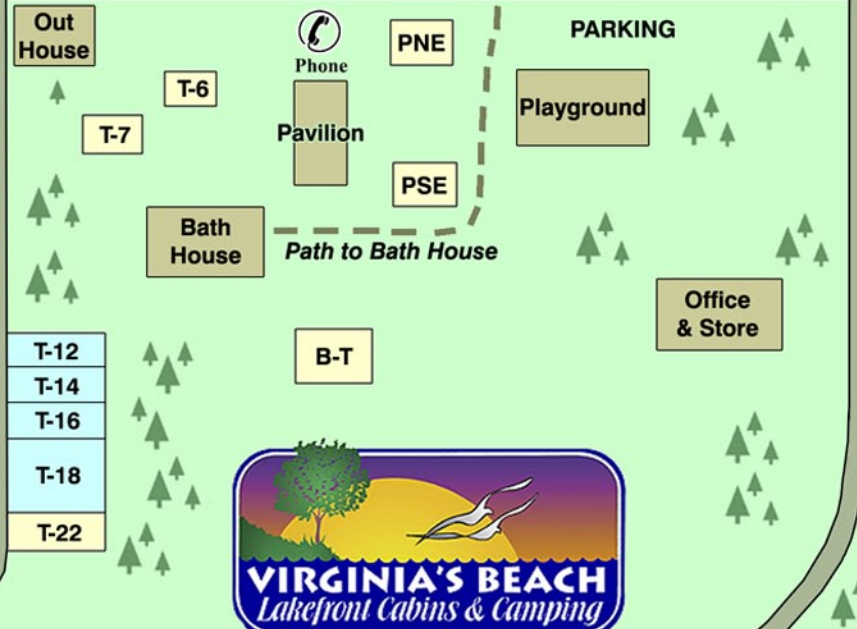 Out
House
Phone
PNE
PARKING
T-6
Playground
T-7
Pavilion
PSE
Bath
House
Path to Bath House
Office
& Store
T-12
B-T
T-14
T-16
T-18
T-22
VIRGINIA'S BEACH
Lakefront Cabins & Camping